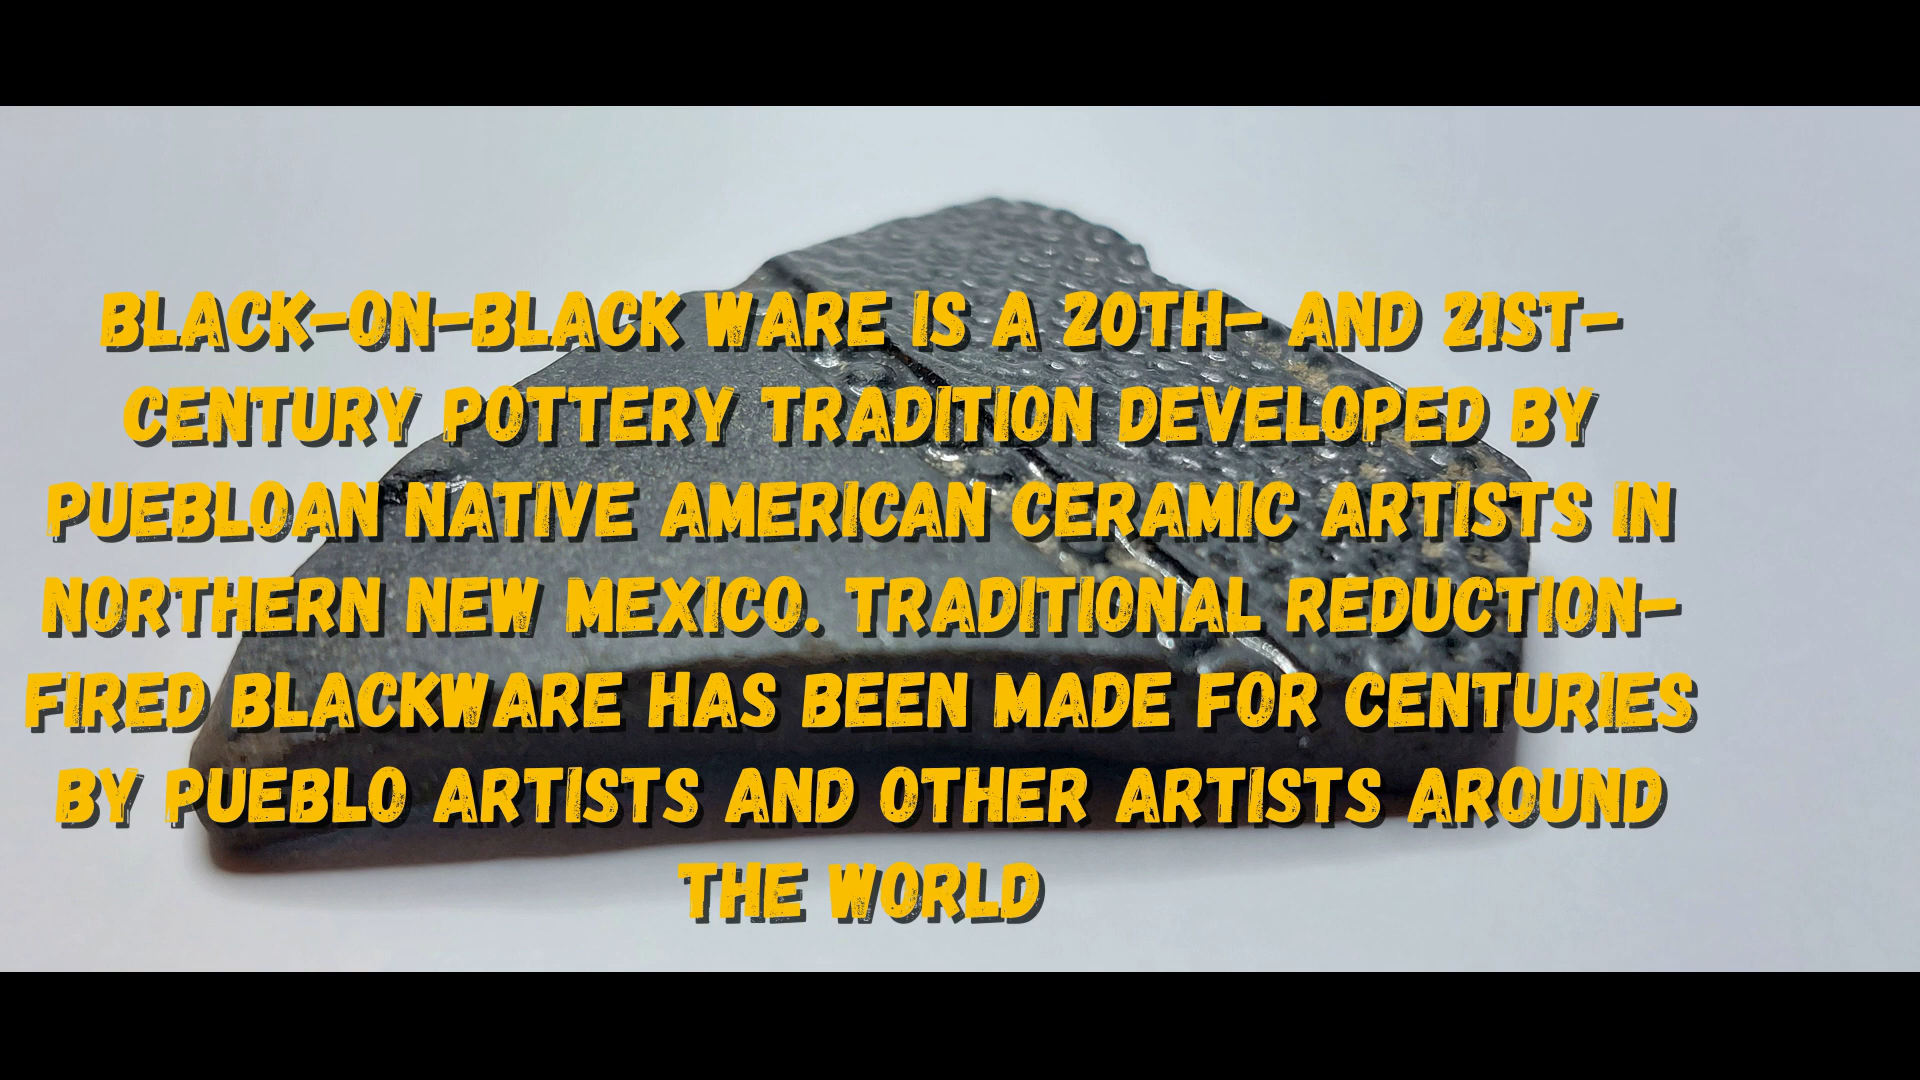 BLACK-ON-BLACK WARE IS A 20TH- AND 21ST-
CENTURY POTTERY TRADITION DEVELOPED BY
PUEBLOAN NATIVE AMERICAN CERAMIC ARTISTS IN
NORTHERN NEW MEXICO. TRADITIONAL REDUCTION-
FIRED BLACKWARE HAS BEEN MADE FOR CENTURIES
BY PUEBLO ARTISTS AND OTHER ARTISTS AROUND
THE WORLD